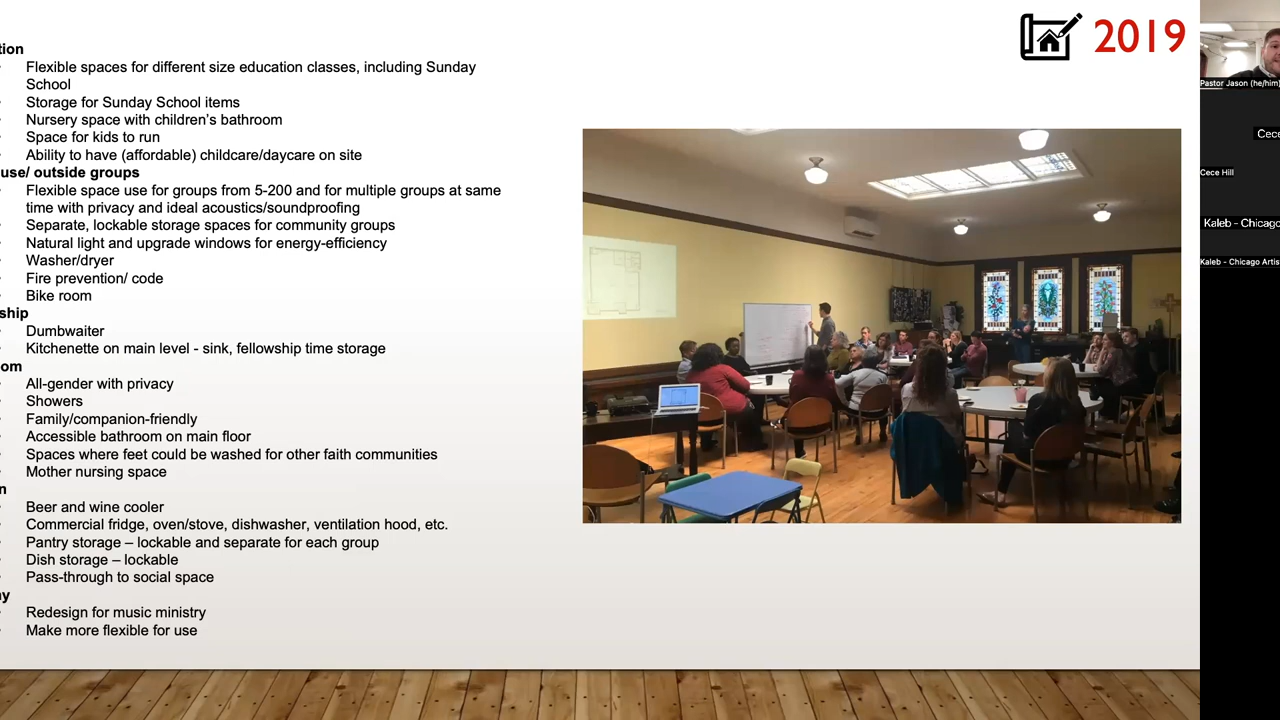 2019
tion
Flexible spaces for different size education classes, including Sunday
School
Storage for Sunday School items
Nursery space with children's bathroom
Space for kids to run
Ability to have (affordable) childcare/daycare on site
use/ outside groups
Flexible space use for groups from 5-200 and for multiple groups at same
time with privacy and ideal acoustics/soundproofing
Separate, lockable storage spaces for community groups
Natural light and upgrade windows for energy-efficiency
Washer/dryer
Fire prevention/ code
Bike room
ship
Dumbwaiter
Kitchenette on main level - sink, fellowship time storage
om
All-gender with privacy
Showers
Family/companion-friendly
Accessible bathroom on main floor
Spaces where feet could be washed for other faith communities
Mother nursing space
n
Beer and wine cooler
Commercial fridge, oven/stove, dishwasher, ventilation hood, etc.
Pantry storage – lockable and separate for each group
Dish storage – lockable
Pass-through to social space
ny
Redesign for music ministry
Make more flexible for use
Pastor Jason (he/him)
Cece
Cece Hill
Kaleb - Chicago
Kaleb - Chicago Artis